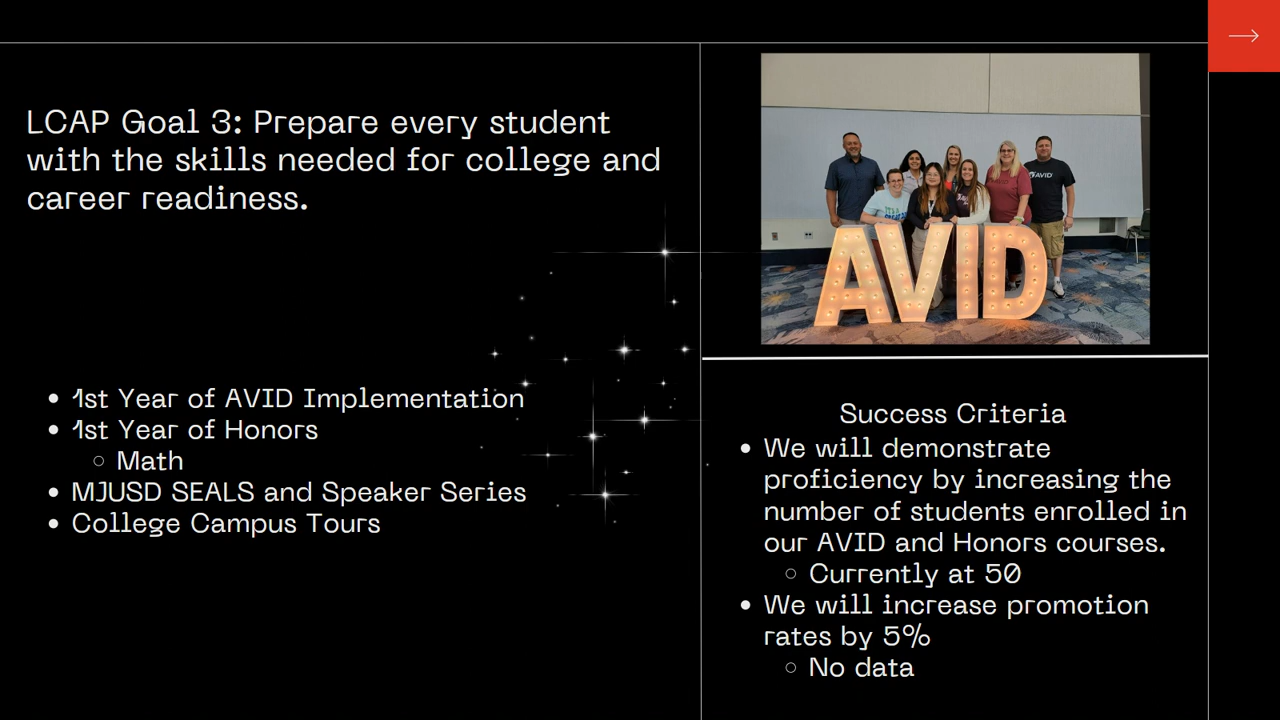 LCAP Goal 3: Prepare every student
with the skills needed for college and
career readiness.
1st Year of AVID Implementation
1st Year of Honors
Math
MJUSD SEALS and Speaker Series
College Campus Tours
AVID
AVID
Success Criteria
We will demonstrate
proficiency by increasing the
number of students enrolled in
our AVID and Honors courses.
Currently at 50
We will increase promotion
rates by 5%
No data